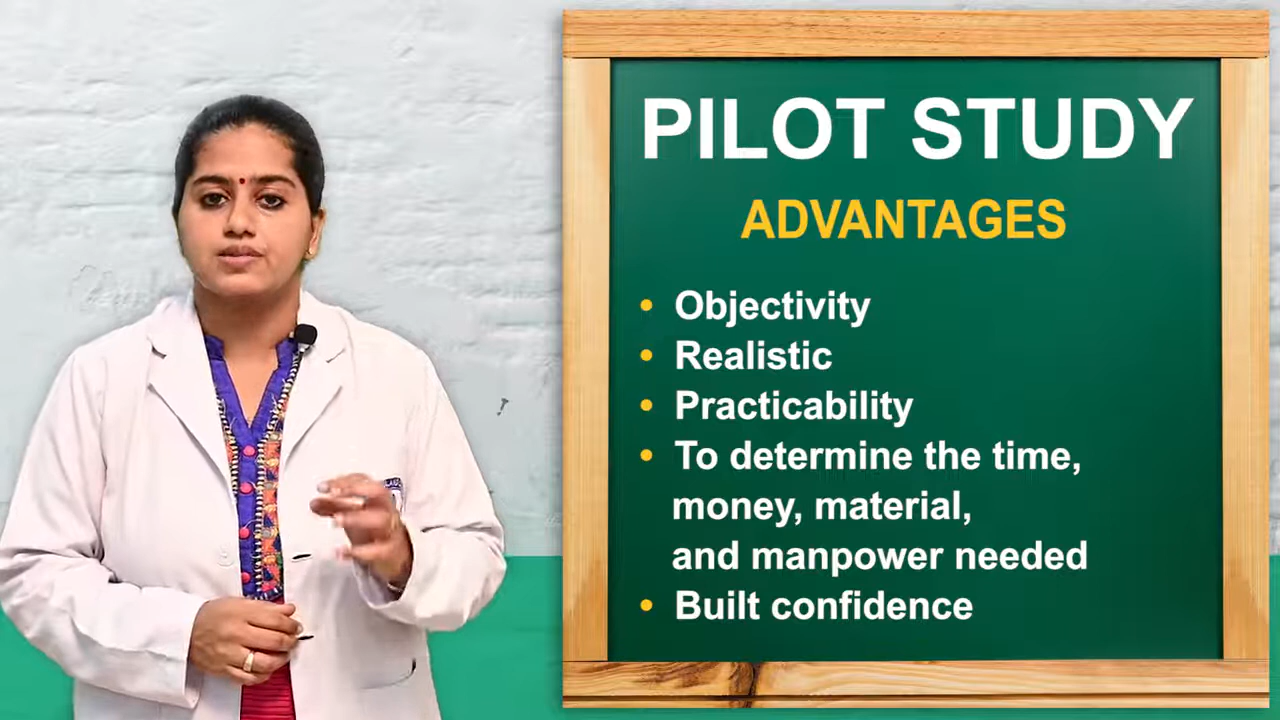 PILOT STUDY
ADVANTAGES
• Objectivity
• Realistic
• Practicability
• To determine the time,
money, material,
and manpower needed
• Built confidence